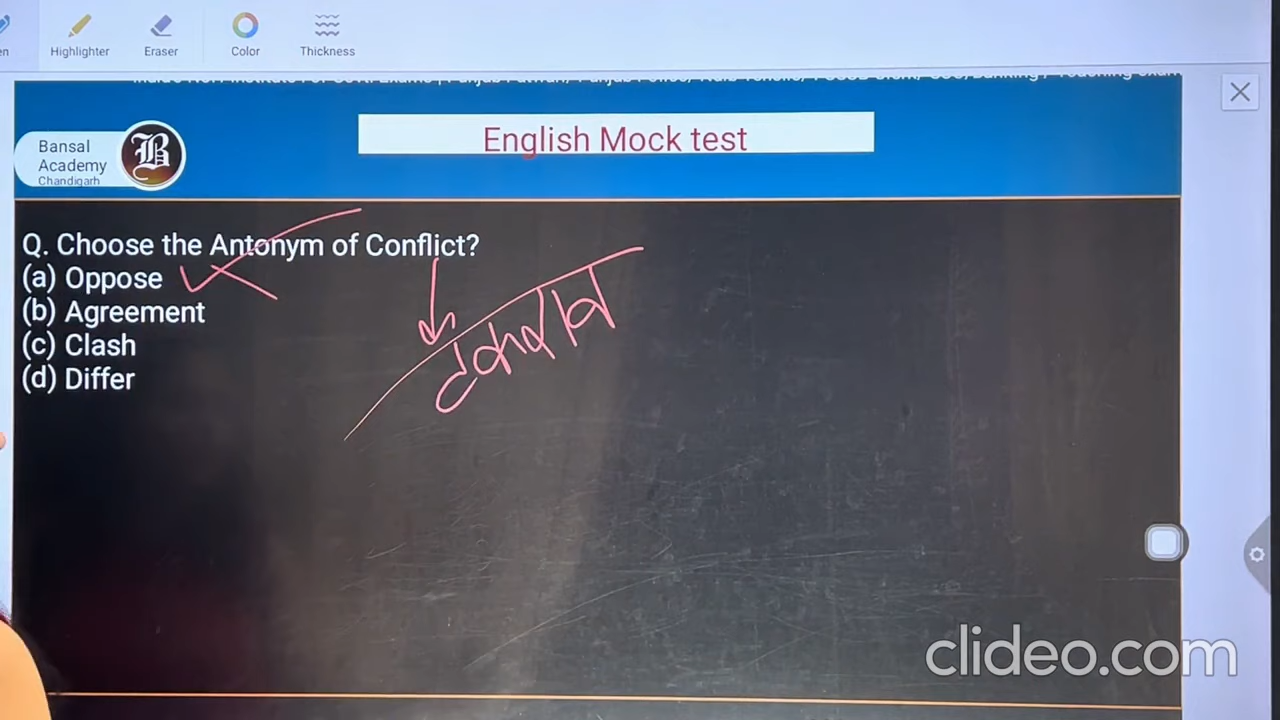 Highlighter
Eraser
Color
Thickness
Bansal
Academy
Chandigarh
B
English Mock test
Q. Choose the Antonym of Conflict?
(a) Oppose
(b) Agreement
(c) Clash
(d) Differ
टकराव
clideo.com